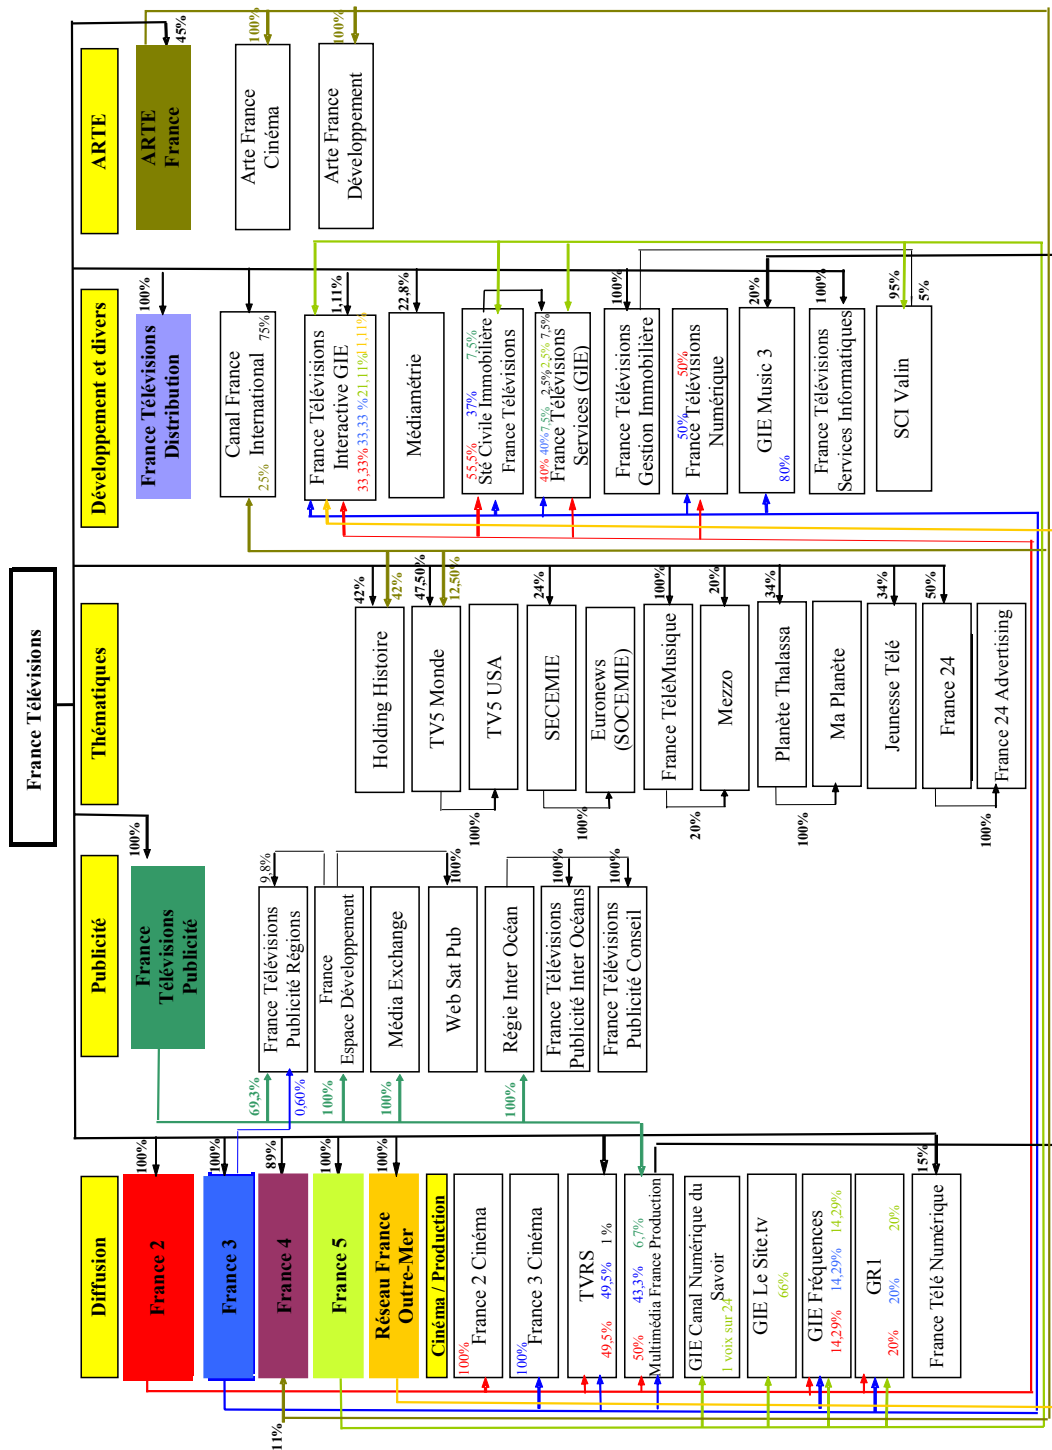 France Télévisions
Diffusion
100%
France 2
100%
France 3
89%
France 4
11%
100%
France 5
100%
Réseau France
Outre-Mer
Cinéma / Production
100%
France 2 Cinéma
100%
France 3 Cinéma
TVRS
49,5% 49,5% 1 %
50% 43,3% 6,7%
Multimédia France Production
GIE Canal Numérique du
Savoir
1 voix sur 24
GIE Le Site.tv
66%
GIE Fréquences
14,29% 14,29% 14,29%
GR1
20% 20% 20%
15%
France Télé Numérique
Publicité
100%
France
Télévisions
Publicité
69,3%
0,60%
9,8%
France Télévisions
Publicité Régions
100%
France
Espace Développement
100%
Média Exchange
100%
Web Sat Pub
100%
Régie Inter Océan
100%
France Télévisions
Publicité Inter Océans
100%
France Télévisions
Publicité Conseil
Thématiques
42%
42%
Holding Histoire
47,50%
12,50%
TV5 Monde
100%
TV5 USA
24%
SECEMIE
100%
Euronews
(SOCEMIE)
100%
France TéléMusique
20%
20%
Mezzo
34%
Planète Thalassa
100%
Ma Planète
34%
Jeunesse Télé
50%
France 24
100%
France 24 Advertising
Développement et divers
100%
France Télévisions
Distribution
Canal France
International
25% 75%
1,11%
France Télévisions
Interactive GIE
33,33% 33,33 % 21,11% 11,11%
22,8%
Médiamétrie
55,5% 37% 7,5%
Sté Civile Immobilière
France Télévisions
40% 40% 7,5% 2,5% 2,5% 7,5%
France Télévisions
Services (GIE)
100%
France Télévisions
Gestion Immobilière
50% 50%
France Télévisions
Numérique
20%
GIE Music 3
80%
100%
France Télévisions
Services Informatiques
95%
5%
SCI Valin
ARTE
45%
ARTE
France
100%
Arte France
Cinéma
100%
Arte France
Développement